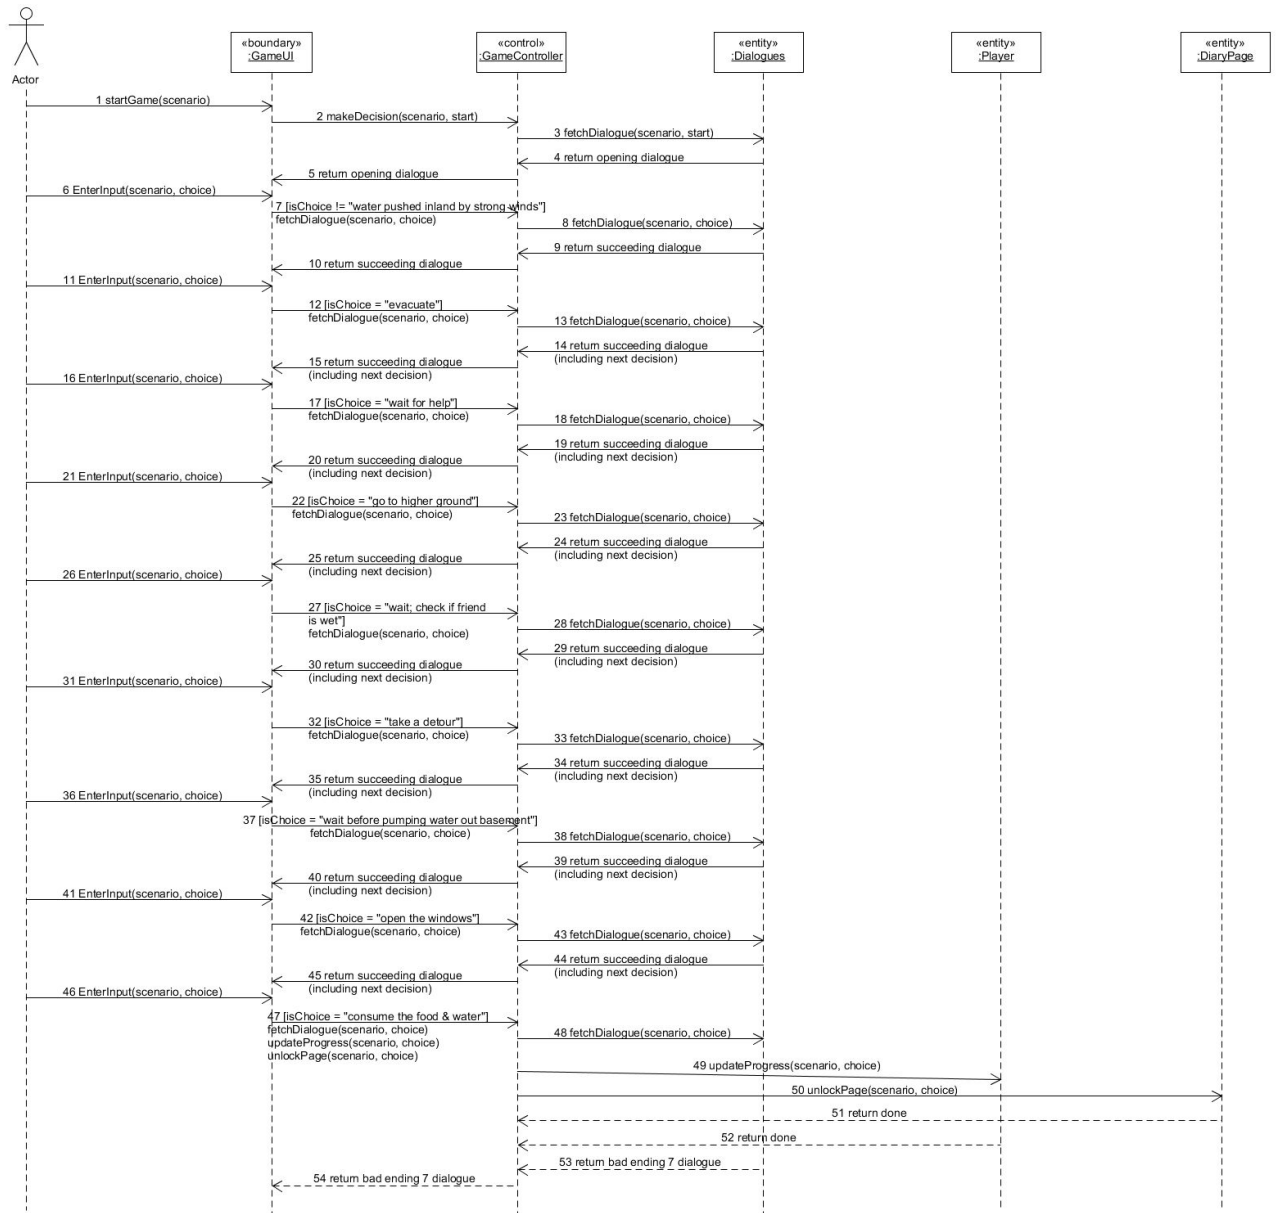 Actor
«boundary»
:GameUI
«control»
:GameController
«entity»
:Dialogues
«entity»
:Player
«entity»
:DiaryPage
1 startGame(scenario)
2 makeDecision(scenario, start)
3 fetchDialogue(scenario, start)
4 return opening dialogue
5 return opening dialogue
6 EnterInput(scenario, choice)
7 [isChoice != "water pushed inland by strong winds"]
fetchDialogue(scenario, choice)
8 fetchDialogue(scenario, choice)
9 return succeeding dialogue
10 return succeeding dialogue
11 EnterInput(scenario, choice)
12 [isChoice = "evacuate"]
fetchDialogue(scenario, choice)
13 fetchDialogue(scenario, choice)
14 return succeeding dialogue
(including next decision)
15 return succeeding dialogue
(including next decision)
16 EnterInput(scenario, choice)
17 [isChoice = "wait for help"]
fetchDialogue(scenario, choice)
18 fetchDialogue(scenario, choice)
19 return succeeding dialogue
(including next decision)
20 return succeeding dialogue
(including next decision)
21 EnterInput(scenario, choice)
22 [isChoice = "go to higher ground"]
fetchDialogue(scenario, choice)
23 fetchDialogue(scenario, choice)
24 return succeeding dialogue
(including next decision)
25 return succeeding dialogue
(including next decision)
26 EnterInput(scenario, choice)
27 [isChoice = "wait; check if friend
is wet"]
fetchDialogue(scenario, choice)
28 fetchDialogue(scenario, choice)
29 return succeeding dialogue
(including next decision)
30 return succeeding dialogue
(including next decision)
31 EnterInput(scenario, choice)
32 [isChoice = "take a detour"]
fetchDialogue(scenario, choice)
33 fetchDialogue(scenario, choice)
34 return succeeding dialogue
(including next decision)
35 return succeeding dialogue
(including next decision)
36 EnterInput(scenario, choice)
37 [isChoice = "wait before pumping water out basement"]
fetchDialogue(scenario, choice)
38 fetchDialogue(scenario, choice)
39 return succeeding dialogue
(including next decision)
40 return succeeding dialogue
(including next decision)
41 EnterInput(scenario, choice)
42 [isChoice = "open the windows"]
fetchDialogue(scenario, choice)
43 fetchDialogue(scenario, choice)
44 return succeeding dialogue
(including next decision)
45 return succeeding dialogue
(including next decision)
46 EnterInput(scenario, choice)
47 [isChoice = "consume the food & water"]
fetchDialogue(scenario, choice)
updateProgress(scenario, choice)
unlockPage(scenario, choice)
48 fetchDialogue(scenario, choice)
49 updateProgress(scenario, choice)
50 unlockPage(scenario, choice)
51 return done
52 return done
53 return bad ending 7 dialogue
54 return bad ending 7 dialogue